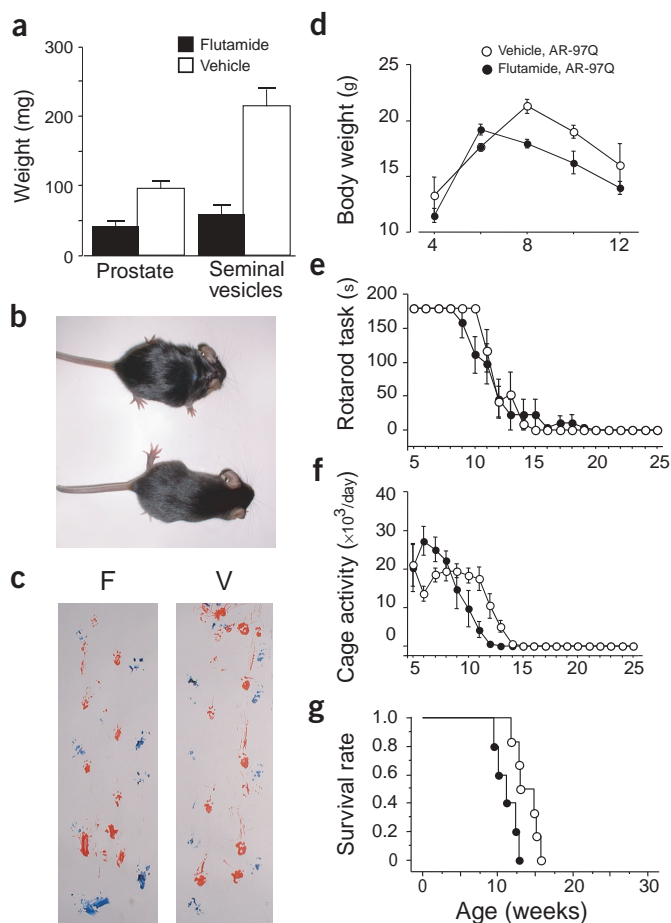 a
Weight (mg)
300
200
100
0
Flutamide
Vehicle
Prostate
Seminal
vesicles
b
c
F
V
d
Vehicle, AR-97Q
Flutamide, AR-97Q
Body weight (g)
25
20
15
10
4
8
12
e
Rotarod task (s)
200
150
100
50
0
5
10
15
20
25
f
Cage activity (×10³/day)
40
30
20
10
0
5
10
15
20
25
g
Survival rate
1.0
0.8
0.6
0.4
0.2
0
0
10
20
30
Age (weeks)